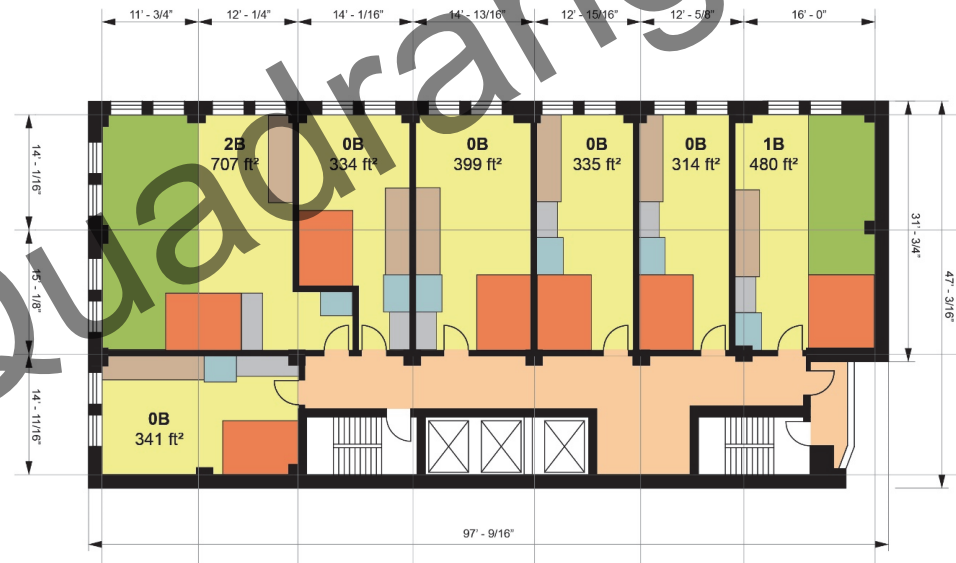 11' - 3/4"
12' - 1/4"
14' - 1/16"
14' - 13/16"
12' - 15/16"
12' - 5/8"
16' - 0"
Quadrang
2B
707 ft²
0B
334 ft²
0B
399 ft²
0B
335 ft²
0B
314 ft²
1B
480 ft²
14' - 1/16"
15' - 1/8"
14' - 11/16"
31' - 3/4"
47' - 3/16"
0B
341 ft²
97' - 9/16"